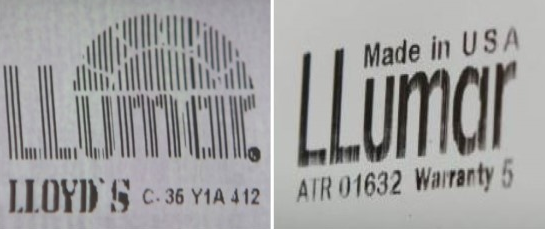 LLumar
LLOYD'S C-36 Y1A 412
Made in USA
LLumar
ATR 01632 Warranty 5